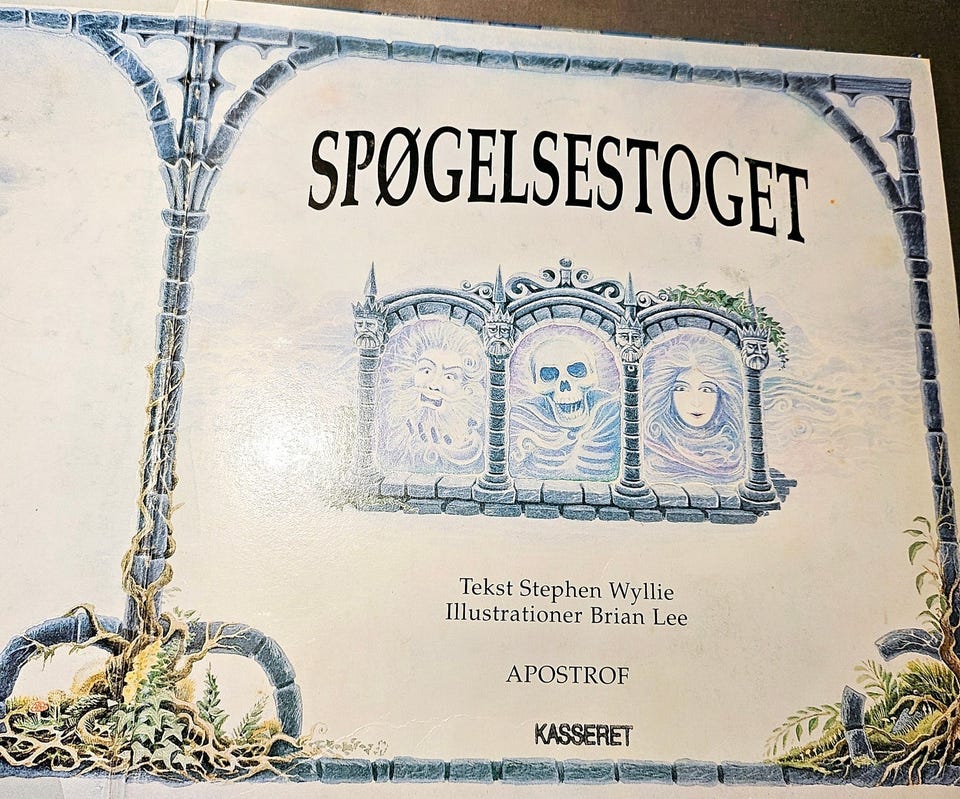 SPØGELSESTOGET
Tekst Stephen Wyllie
Illustrationer Brian Lee
APOSTROF
KASSERET